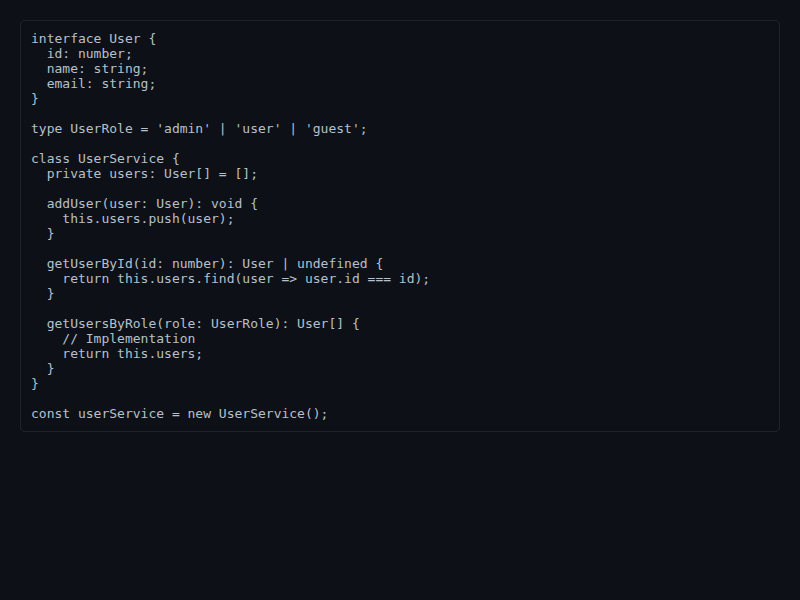 interface User {
  id: number;
  name: string;
  email: string;
}

type UserRole = 'admin' | 'user' | 'guest';

class UserService {
  private users: User[] = [];

  addUser(user: User): void {
    this.users.push(user);
  }

  getUserById(id: number): User | undefined {
    return this.users.find(user => user.id === id);
  }

  getUsersByRole(role: UserRole): User[] {
    // Implementation
    return this.users;
  }
}

const userService = new UserService();